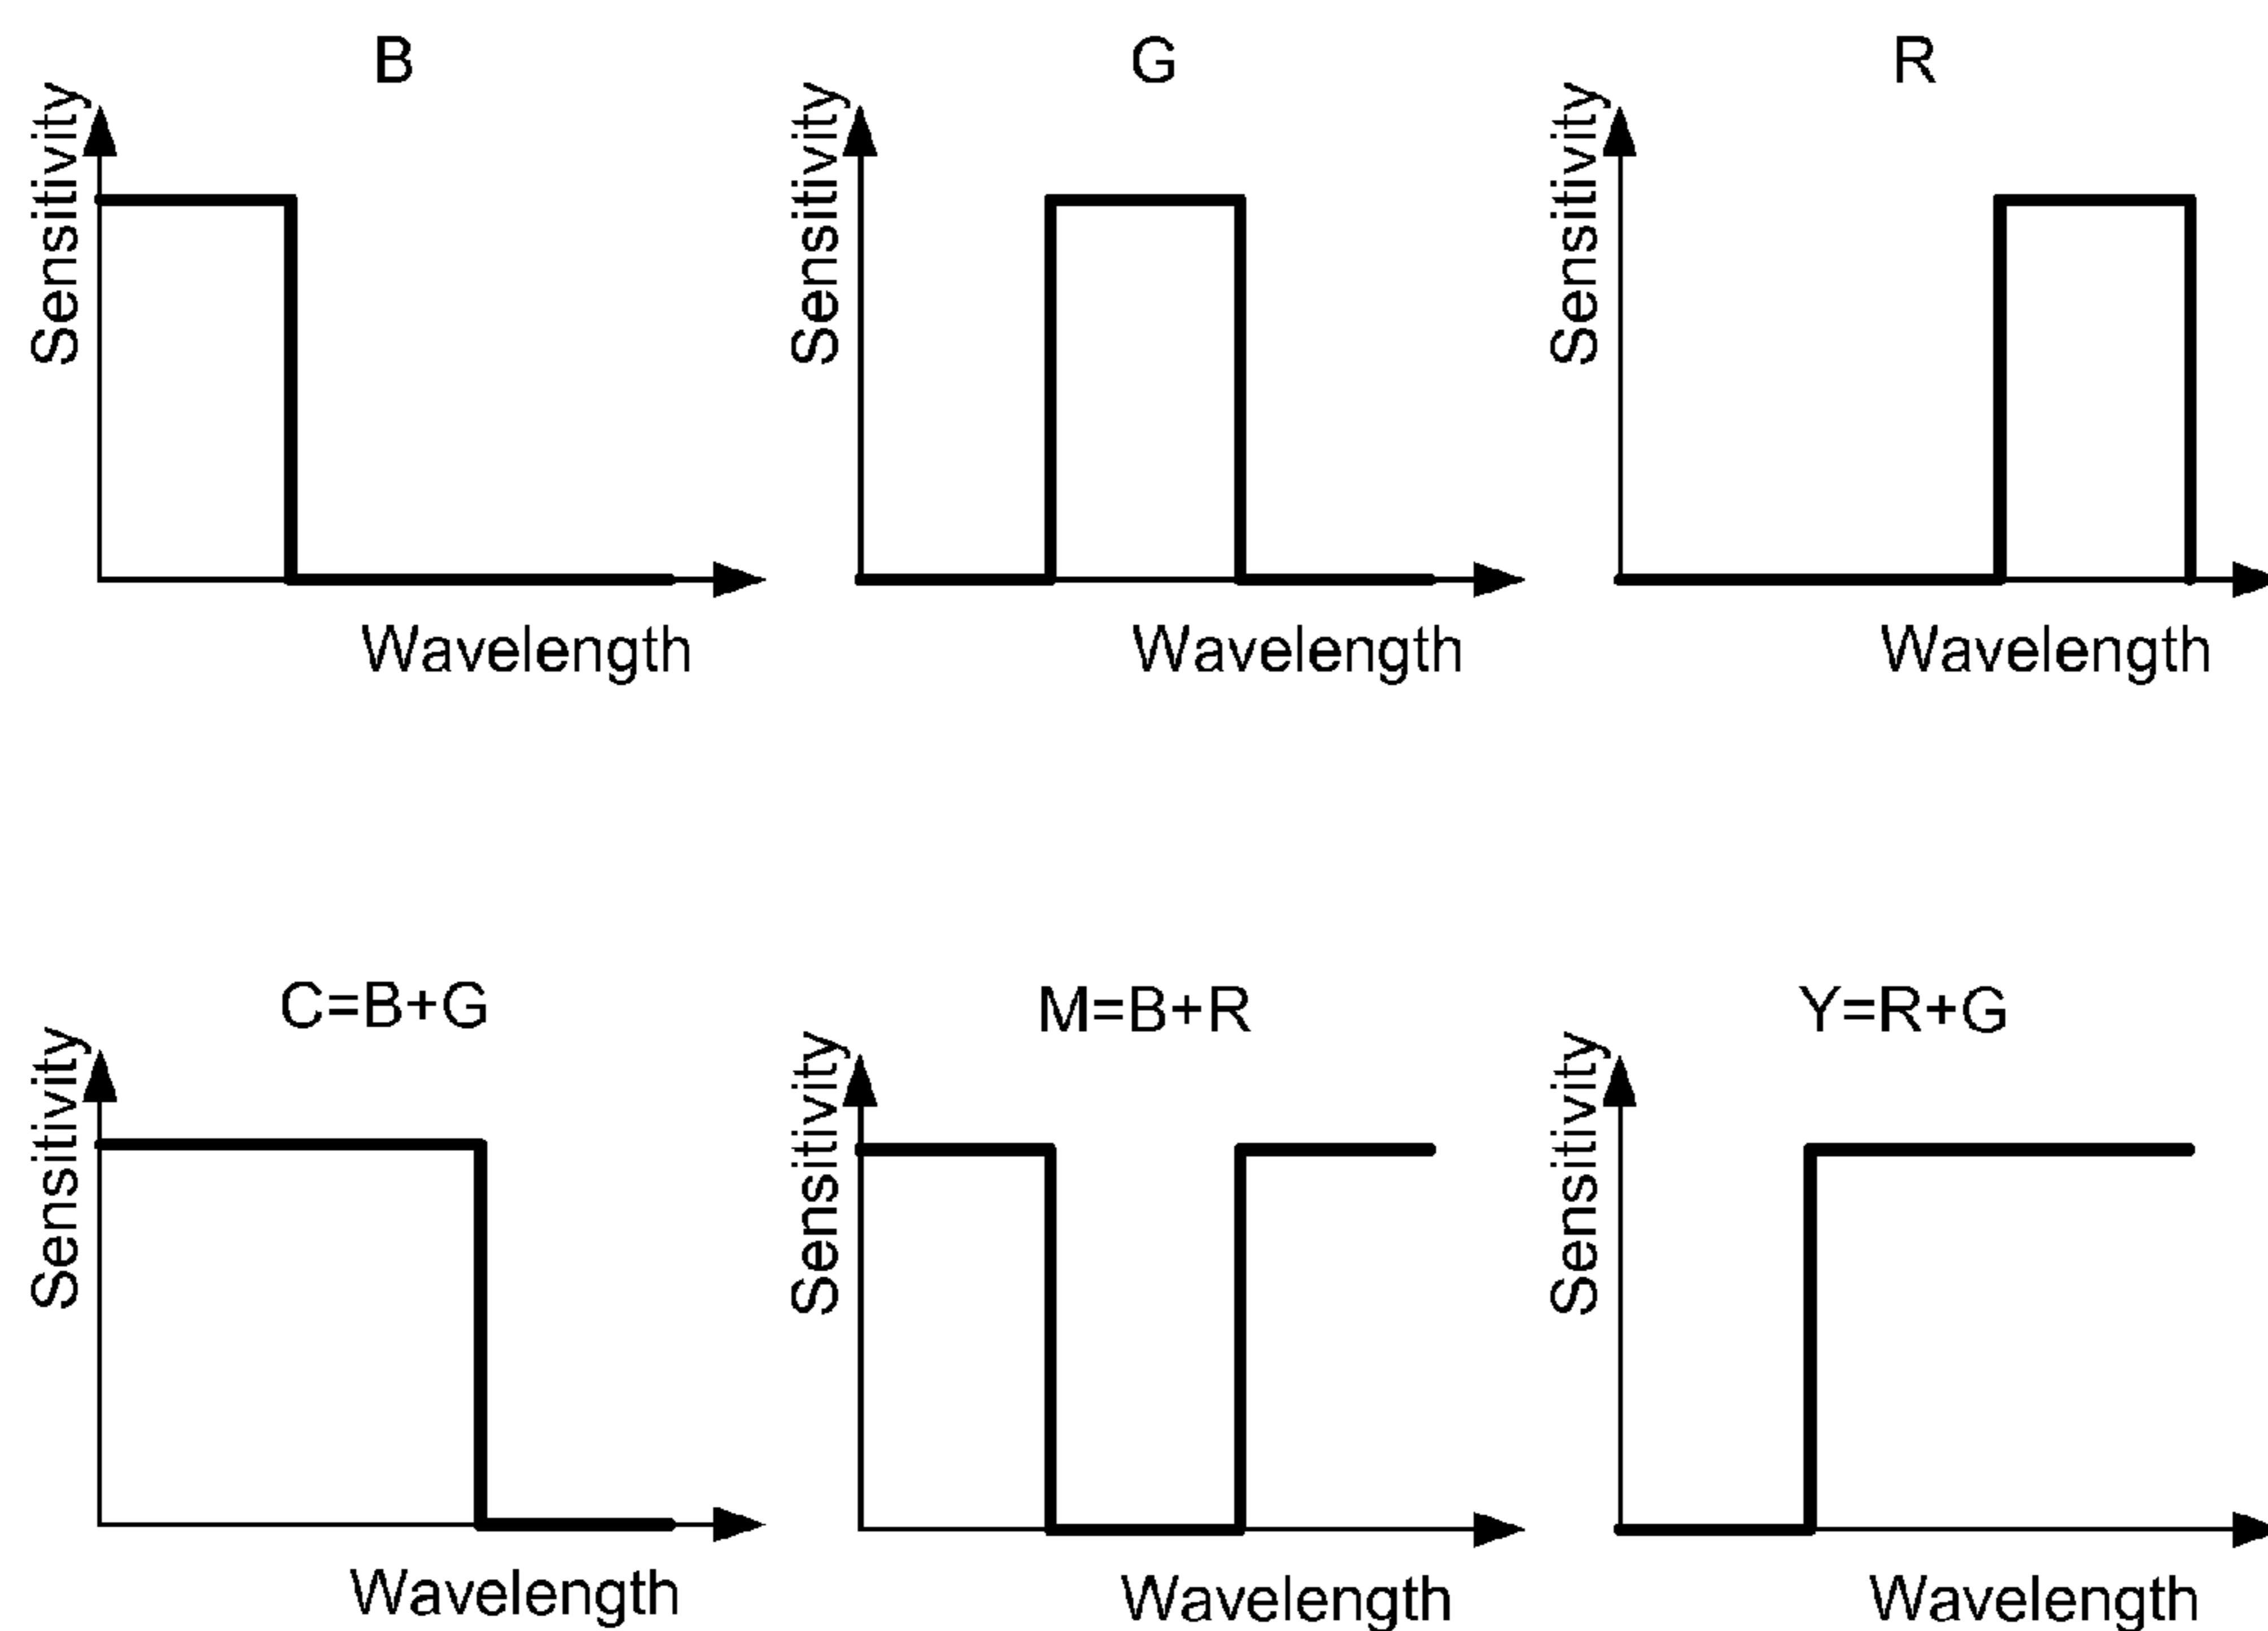 B
Sensitivity
Wavelength
G
Sensitivity
Wavelength
R
Sensitivity
Wavelength
C=B+G
Sensitivity
Wavelength
M=B+R
Sensitivity
Wavelength
Y=R+G
Sensitivity
Wavelength